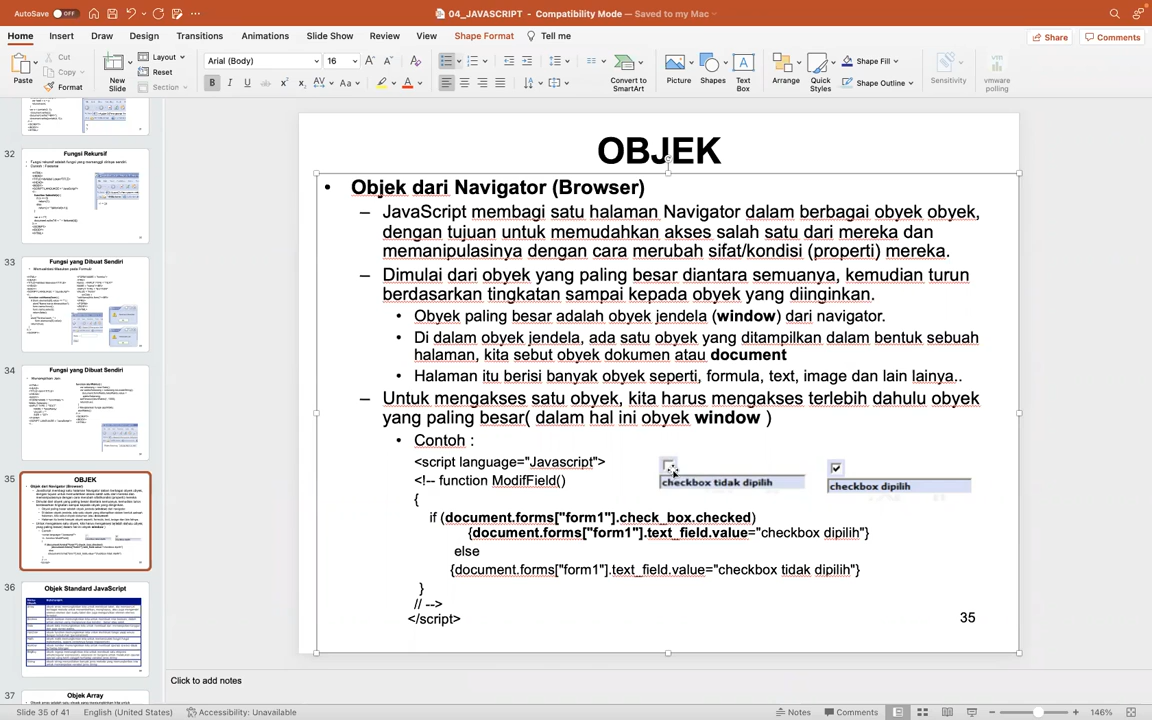 AutoSave OFF
04_JAVASCRIPT - Compatibility Mode — Saved to my Mac
Home Insert Draw Design Transitions Animations Slide Show Review View Shape Format Tell me
Share Comments
Paste
Cut
Copy
Format
New Slide
Layout
Reset
Section
Arial (Body) 16
Convert to SmartArt
Picture
Shapes
Text Box
Arrange
Quick Styles
Shape Fill
Shape Outline
Sensitivity
vmware polling
32
Fungsi Rekursif
33
Fungsi yang Dibuat Sendiri
34
Fungsi yang Dibuat Sendiri
35
OBJEK
36
Objek Standard JavaScript
37
Objek Array
OBJEK
• Objek dari Navigator (Browser)
– JavaScript membagi satu halaman Navigator dalam berbagai obyek obyek,
dengan tujuan untuk memudahkan akses salah satu dari mereka dan
memanipulasinya dengan cara merubah sifat/kondisi (properti) mereka.
– Dimulai dari obyek yang paling besar diantara semuanya, kemudian turun
berdasarkan tingkatan sampai kepada obyek yang diinginkan.
• Obyek paling besar adalah obyek jendela (window) dari navigator.
• Di dalam obyek jendela, ada satu obyek yang ditampilkan dalam bentuk sebuah
halaman, kita sebut obyek dokumen atau document
• Halaman itu berisi banyak obyek seperti, formula, text, image dan lain lainya..
– Untuk mengakses satu obyek, kita harus mengakses terlebih dahulu obyek
yang paling besar( dalam hal ini obyek window )
• Contoh :
<script language="Javascript">
<!-- function ModifField()
{
if (document.forms["form1"].check_box.checked)
{document.forms["form1"].text_field.value="checkbox dipilih"}
else
{document.forms["form1"].text_field.value="checkbox tidak dipilih"}
}
// -->
</script>
checkbox tidak dipilih
checkbox dipilih
35
Click to add notes
Slide 35 of 41 English (United States) Accessibility: Unavailable
Notes Comments 146%